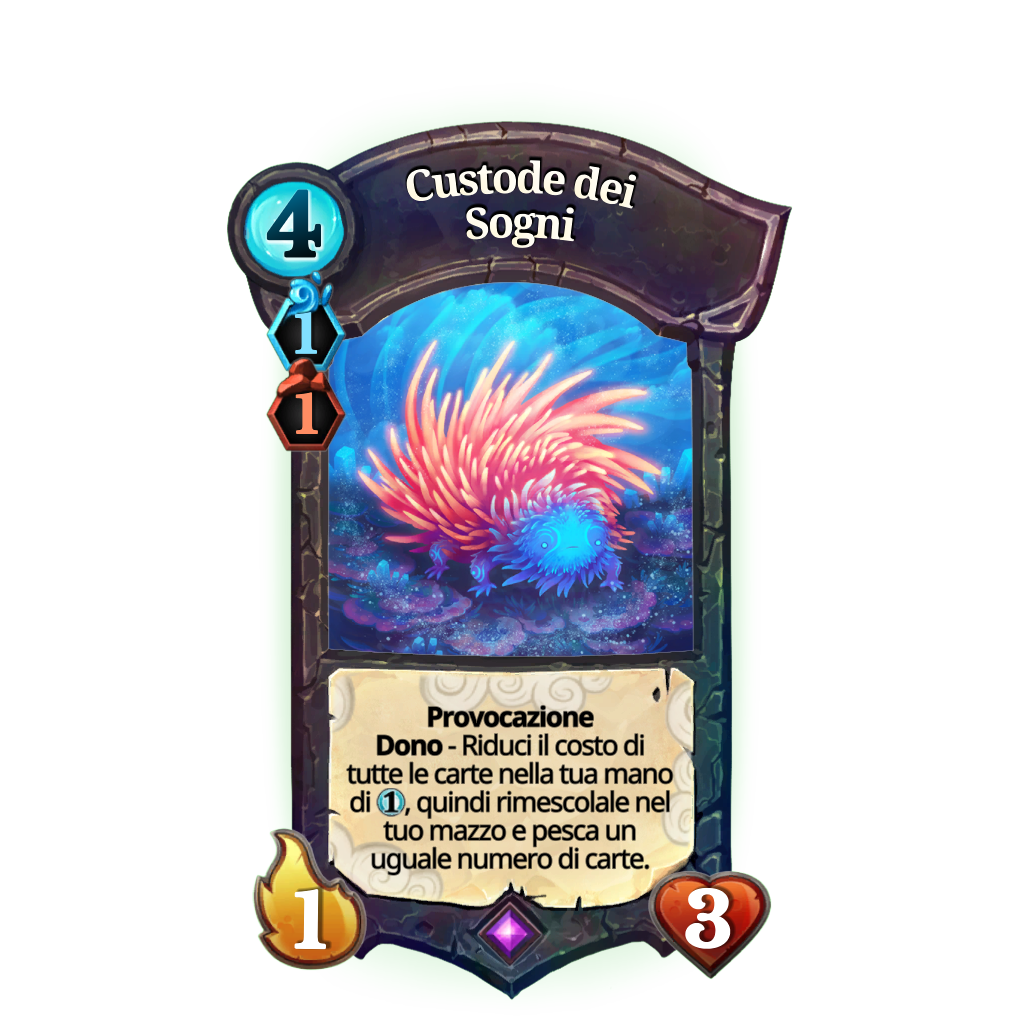 Custode dei
Sogni
4
1
1
Provocazione
Dono - Riduci il costo di
tutte le carte nella tua mano
di 1, quindi rimescolale nel
tuo mazzo e pesca un
uguale numero di carte.
1
3